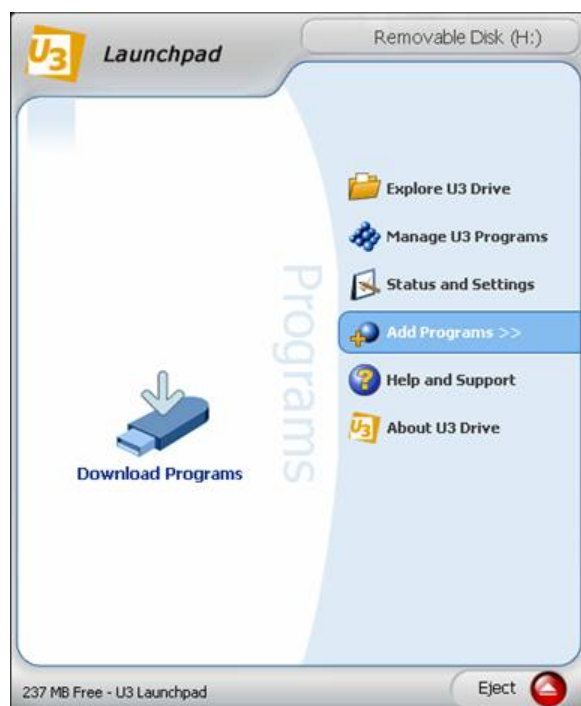 U3 Launchpad
Removable Disk (H:)
Explore U3 Drive
Manage U3 Programs
Status and Settings
Add Programs >>
Help and Support
U3 About U3 Drive
Programs
Download Programs
237 MB Free - U3 Launchpad
Eject